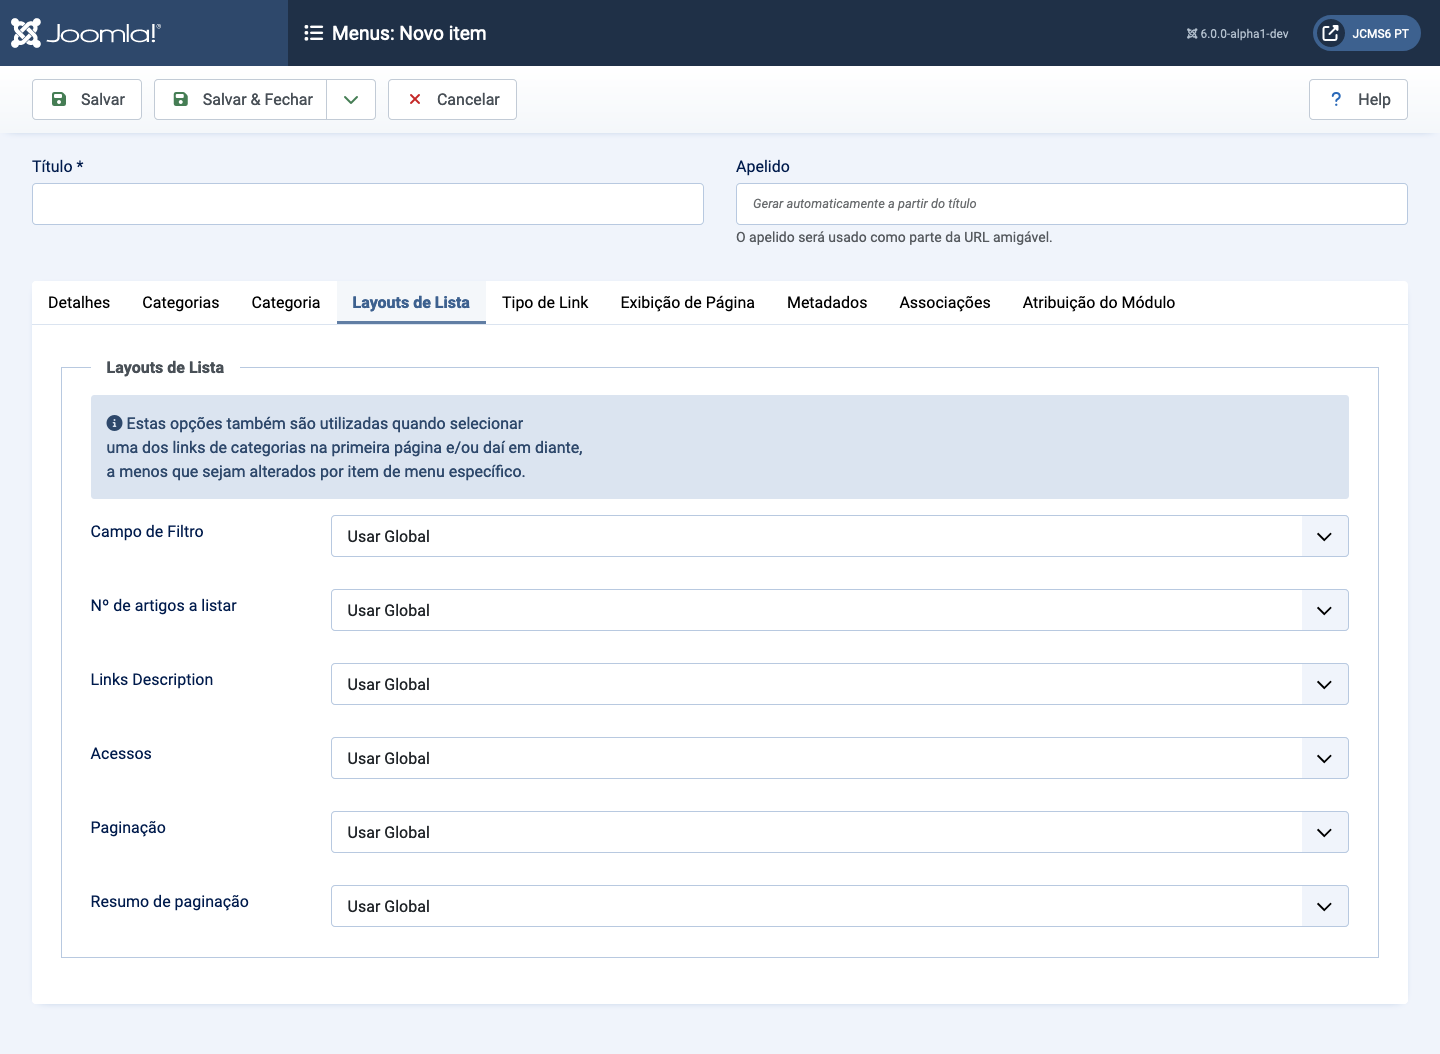 Joomla!®
Menus: Novo item
6.0.0-alpha1-dev
JCMS6 PT
Salvar
Salvar & Fechar
Cancelar
? Help
Título *
Apelido
Gerar automaticamente a partir do título
O apelido será usado como parte da URL amigável.
Detalhes
Categorias
Categoria
Layouts de Lista
Tipo de Link
Exibição de Página
Metadados
Associações
Atribuição do Módulo
Layouts de Lista
Estas opções também são utilizadas quando selecionar
uma dos links de categorias na primeira página e/ou daí em diante,
a menos que sejam alterados por item de menu específico.
Campo de Filtro
Usar Global
Nº de artigos a listar
Usar Global
Links Description
Usar Global
Acessos
Usar Global
Paginação
Usar Global
Resumo de paginação
Usar Global